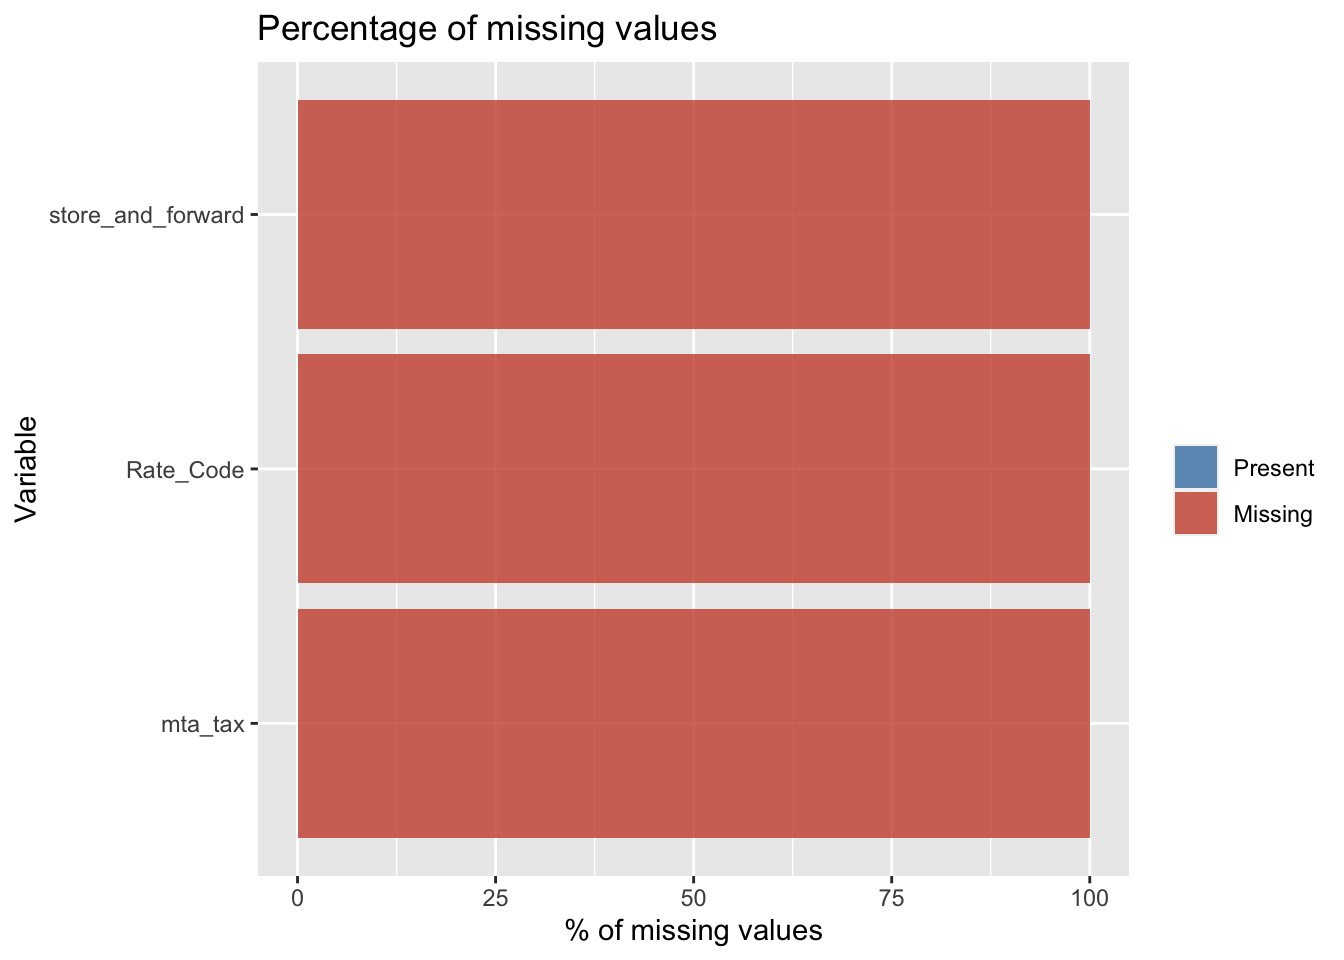 Percentage of missing values
store_and_forward
Rate_Code
mta_tax
Variable
0 25 50 75 100
% of missing values
Present
Missing